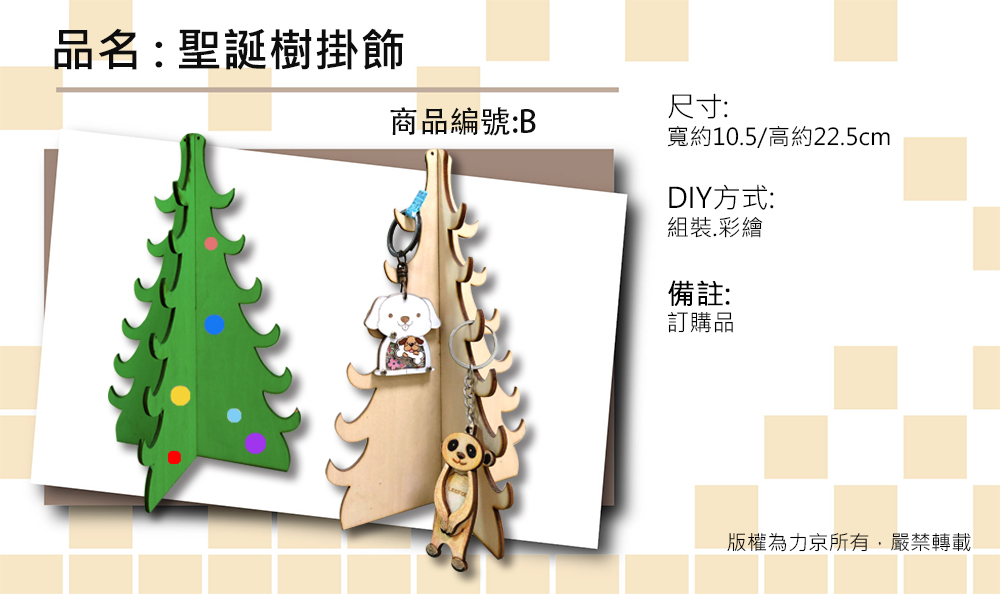 品名 : 聖誕樹掛飾
商品編號:B
尺寸:
寬約10.5/高約22.5cm
DIY方式:
組裝.彩繪
備註:
訂購品
版權為力京所有，嚴禁轉載